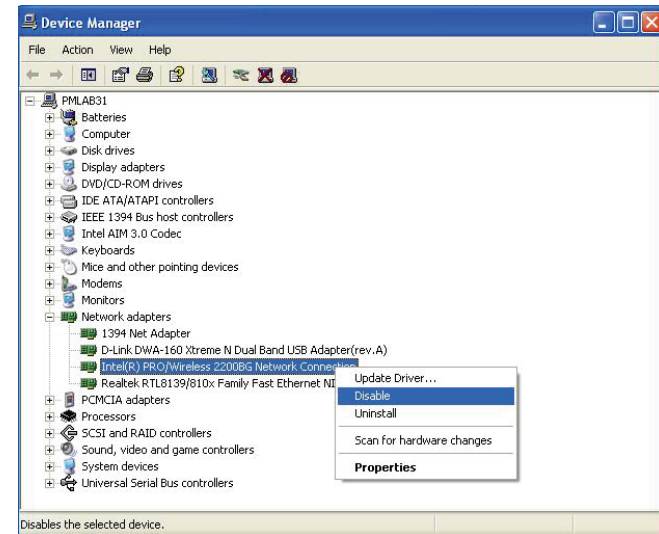 Device Manager
File Action View Help
PMLAB31
Batteries
Computer
Disk drives
Display adapters
DVD/CD-ROM drives
IDE ATA/ATAPI controllers
IEEE 1394 Bus host controllers
Intel AIM 3.0 Codec
Keyboards
Mice and other pointing devices
Modems
Monitors
Network adapters
1394 Net Adapter
D-Link DWA-160 Xtreme N Dual Band USB Adapter(rev.A)
Intel(R) PRO/Wireless 2200BG Network Connection
Realtek RTL8139/810x Family Fast Ethernet NI
Update Driver...
Disable
Uninstall
Scan for hardware changes
Properties
PCMCIA adapters
Processors
SCSI and RAID controllers
Sound, video and game controllers
System devices
Universal Serial Bus controllers
Disables the selected device.